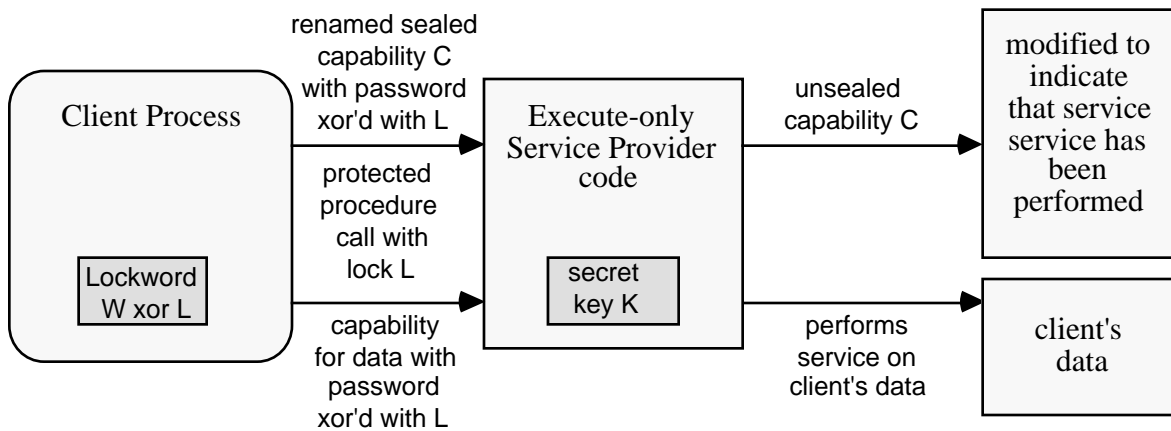 Client Process
Lockword
W xor L
renamed sealed
capability C
with password
xor'd with L
protected
procedure
call with
lock L
capability
for data with
password
xor'd with L
Execute-only
Service Provider
code
secret
key K
unsealed
capability C
performs
service on
client's data
modified to
indicate
that service
service has
been
performed
client's
data